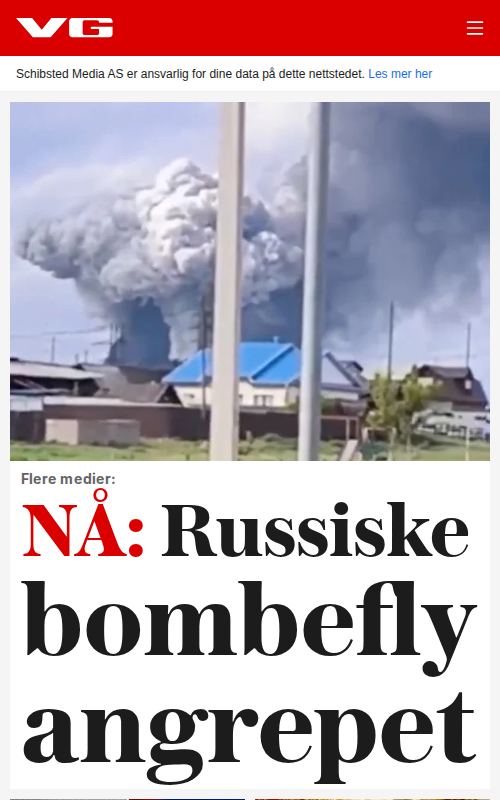 VG
Schibsted Media AS er ansvarlig for dine data på dette nettstedet. Les mer her
Flere medier:
NÅ: Russiske
bombefly
angrepet